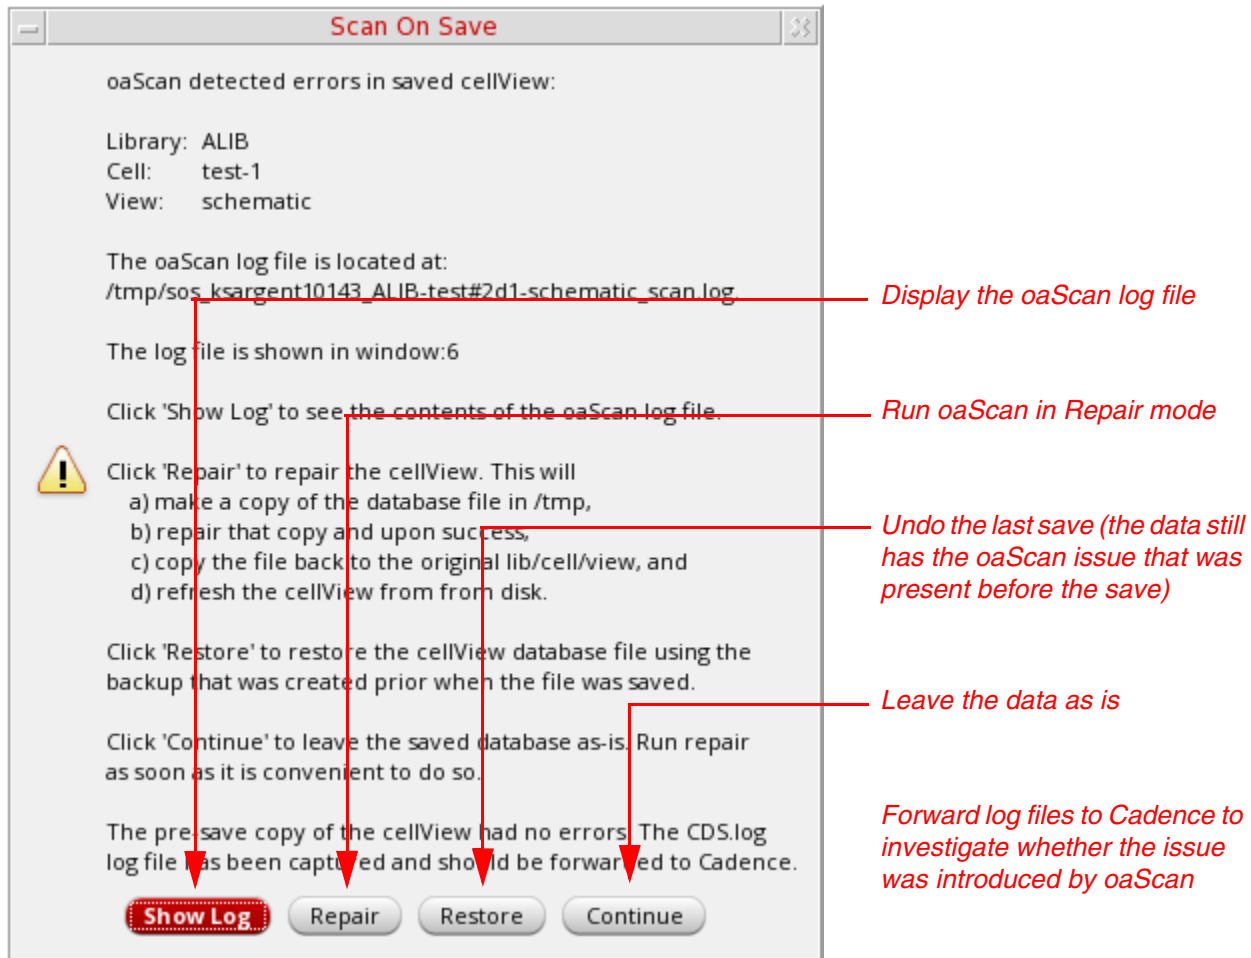 Scan On Save
oaScan detected errors in saved cellView:
Library: ALIB
Cell: test-1
View: schematic
The oaScan log file is located at:
/tmp/sos_ksargent10143_ALIB-test#2d1-schematic_scan.log.
The log file is shown in window:6
Click 'Show Log' to see the contents of the oaScan log file.
Click 'Repair' to repair the cellView. This will
a) make a copy of the database file in /tmp,
b) repair that copy and upon success,
c) copy the file back to the original lib/cell/view, and
d) refresh the cellView from from disk.
Click 'Restore' to restore the cellView database file using the
backup that was created prior when the file was saved.
Click 'Continue' to leave the saved database as-is. Run repair
as soon as it is convenient to do so.
The pre-save copy of the cellView had no errors. The CDS.log
log file has been captured and should be forwarded to Cadence.
Show Log
Repair
Restore
Continue
Display the oaScan log file
Run oaScan in Repair mode
Undo the last save (the data still
has the oaScan issue that was
present before the save)
Leave the data as is
Forward log files to Cadence to
investigate whether the issue
was introduced by oaScan